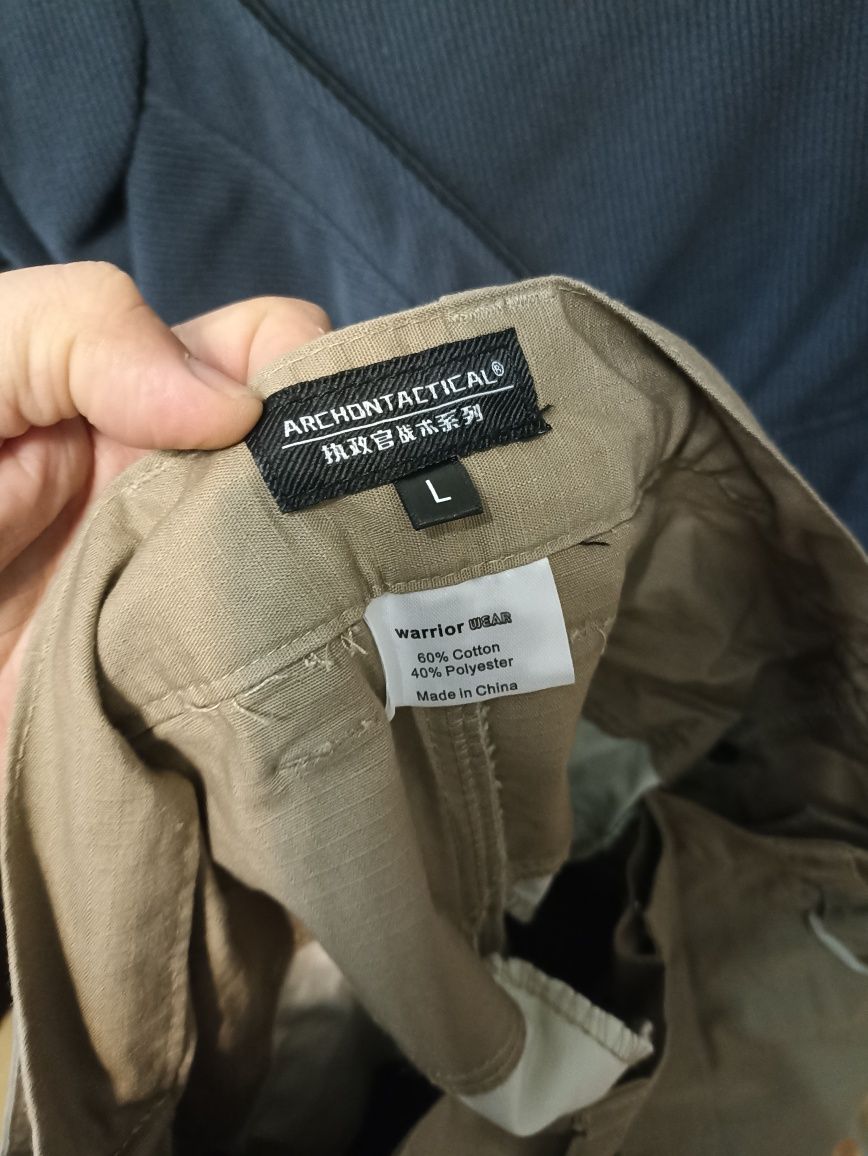 ARCHONTACTICAL®
执政官战术系列
L
warrior WEAR
60% Cotton
40% Polyester
Made in China